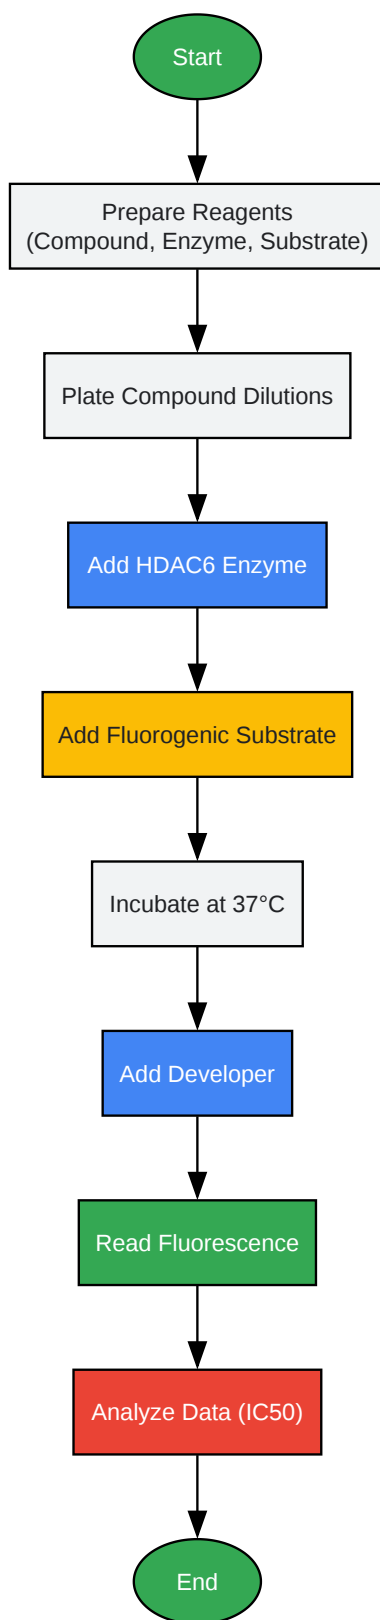 Start
Prepare Reagents
(Compound, Enzyme, Substrate)
Plate Compound Dilutions
Add HDAC6 Enzyme
Add Fluorogenic Substrate
Incubate at 37°C
Add Developer
Read Fluorescence
Analyze Data (IC50)
End